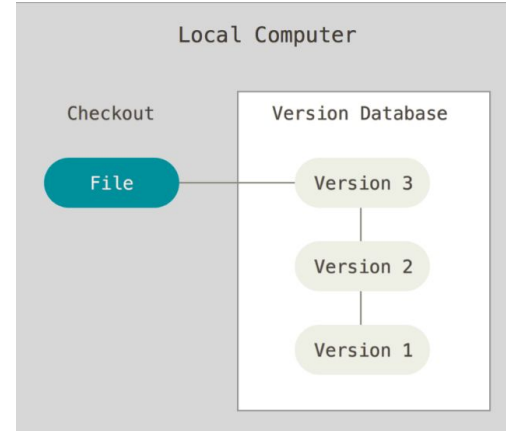 Local Computer
Checkout
Version Database
File
Version 3
Version 2
Version 1